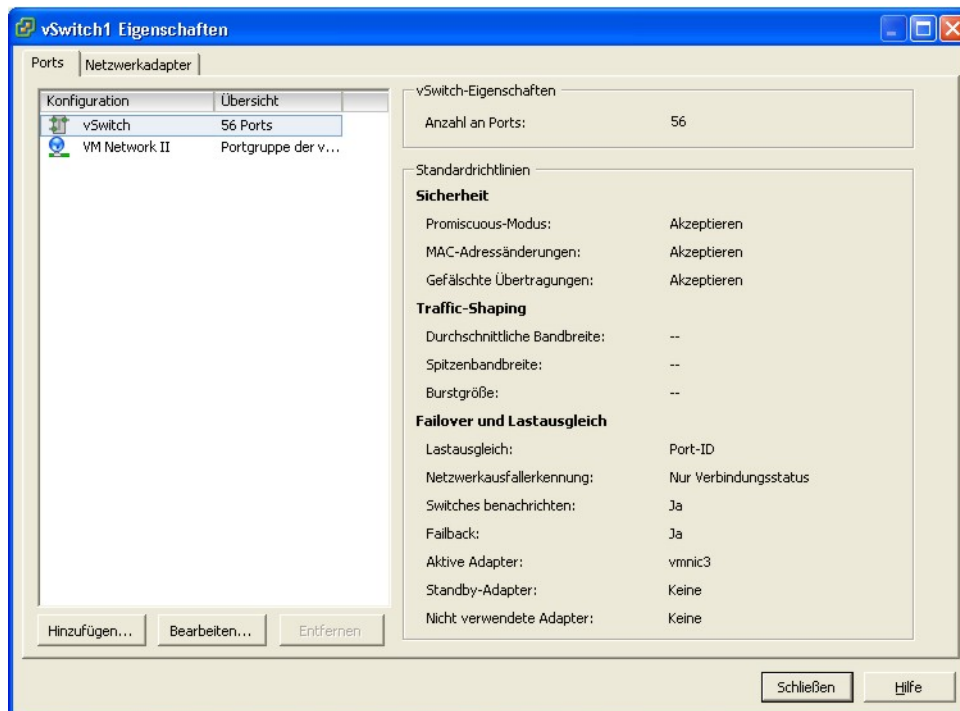 vSwitch1 Eigenschaften
Ports Netzwerkadapter
Konfiguration Übersicht
vSwitch 56 Ports
VM Network II Portgruppe der v...
Hinzufügen... Bearbeiten... Entfernen
vSwitch-Eigenschaften
Anzahl an Ports: 56
Standardrichtlinien
Sicherheit
Promiscuous-Modus: Akzeptieren
MAC-Adressänderungen: Akzeptieren
Gefälschte Übertragungen: Akzeptieren
Traffic-Shaping
Durchschnittliche Bandbreite: --
Spitzenbandbreite: --
Burstgröße: --
Failover und Lastausgleich
Lastausgleich: Port-ID
Netzwerkausfallerkennung: Nur Verbindungsstatus
Switches benachrichten: Ja
Failback: Ja
Aktive Adapter: vmnic3
Standby-Adapter: Keine
Nicht verwendete Adapter: Keine
Schließen Hilfe